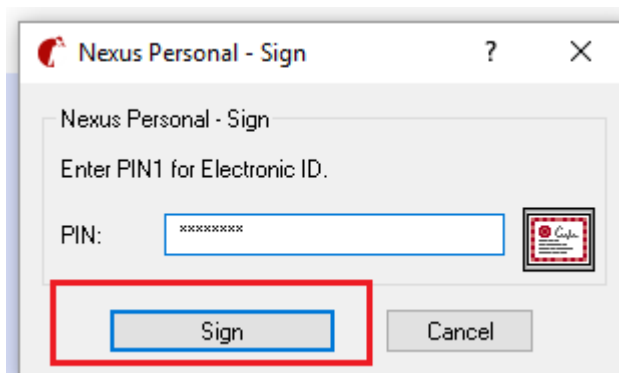 Nexus Personal - Sign ? ×
Nexus Personal - Sign
Enter PIN1 for Electronic ID.
PIN: ********
Sign Cancel